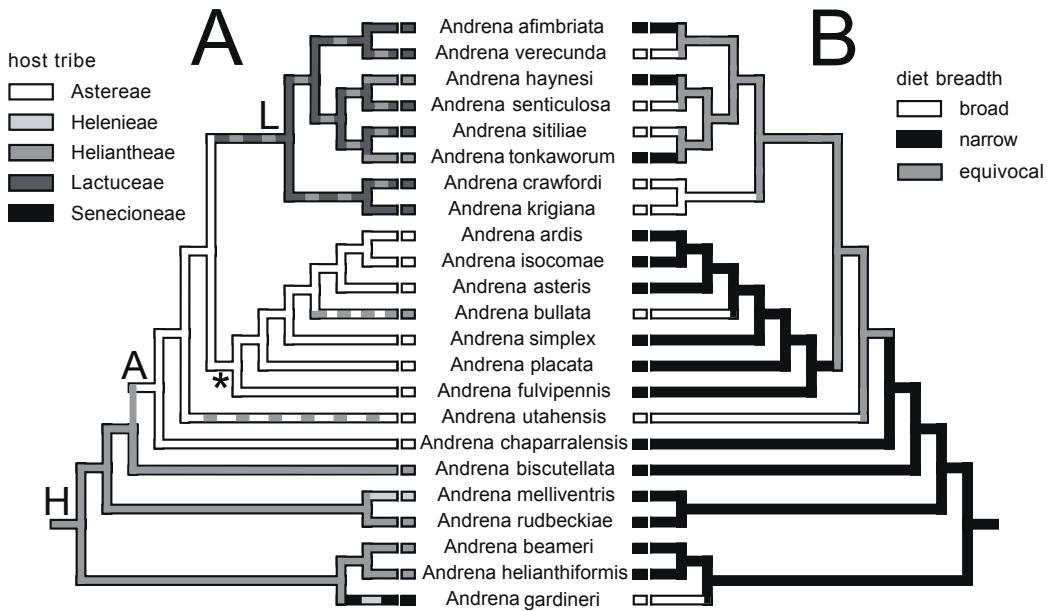 A
B
host tribe
Astereae
Helenieae
Heliantheae
Lactuceae
Senecioneae
L
A
*
H
Andrena afimbriata
Andrena verecunda
Andrena haynesi
Andrena senticulosa
Andrena sitiliae
Andrena tonkaworum
Andrena crawfordi
Andrena krigiana
Andrena ardis
Andrena isocomae
Andrena asteris
Andrena bullata
Andrena simplex
Andrena placata
Andrena fulvipennis
Andrena utahensis
Andrena chaparralensis
Andrena biscutellata
Andrena melliventris
Andrena rudbeckiae
Andrena beameri
Andrena helianthiformis
Andrena gardineri
diet breadth
broad
narrow
equivocal